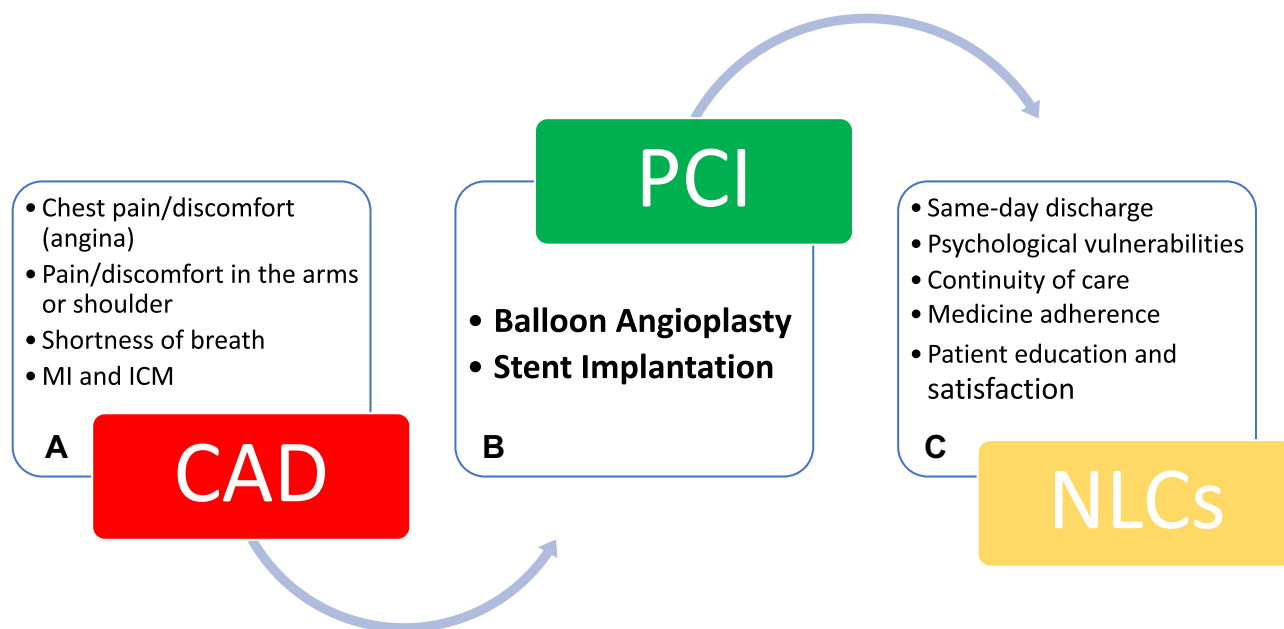 • Chest pain/discomfort
(angina)
• Pain/discomfort in the arms
or shoulder
• Shortness of breath
• MI and ICM
A
CAD
PCI
• Balloon Angioplasty
• Stent Implantation
B
• Same-day discharge
• Psychological vulnerabilities
• Continuity of care
• Medicine adherence
• Patient education and
satisfaction
C
NLCs